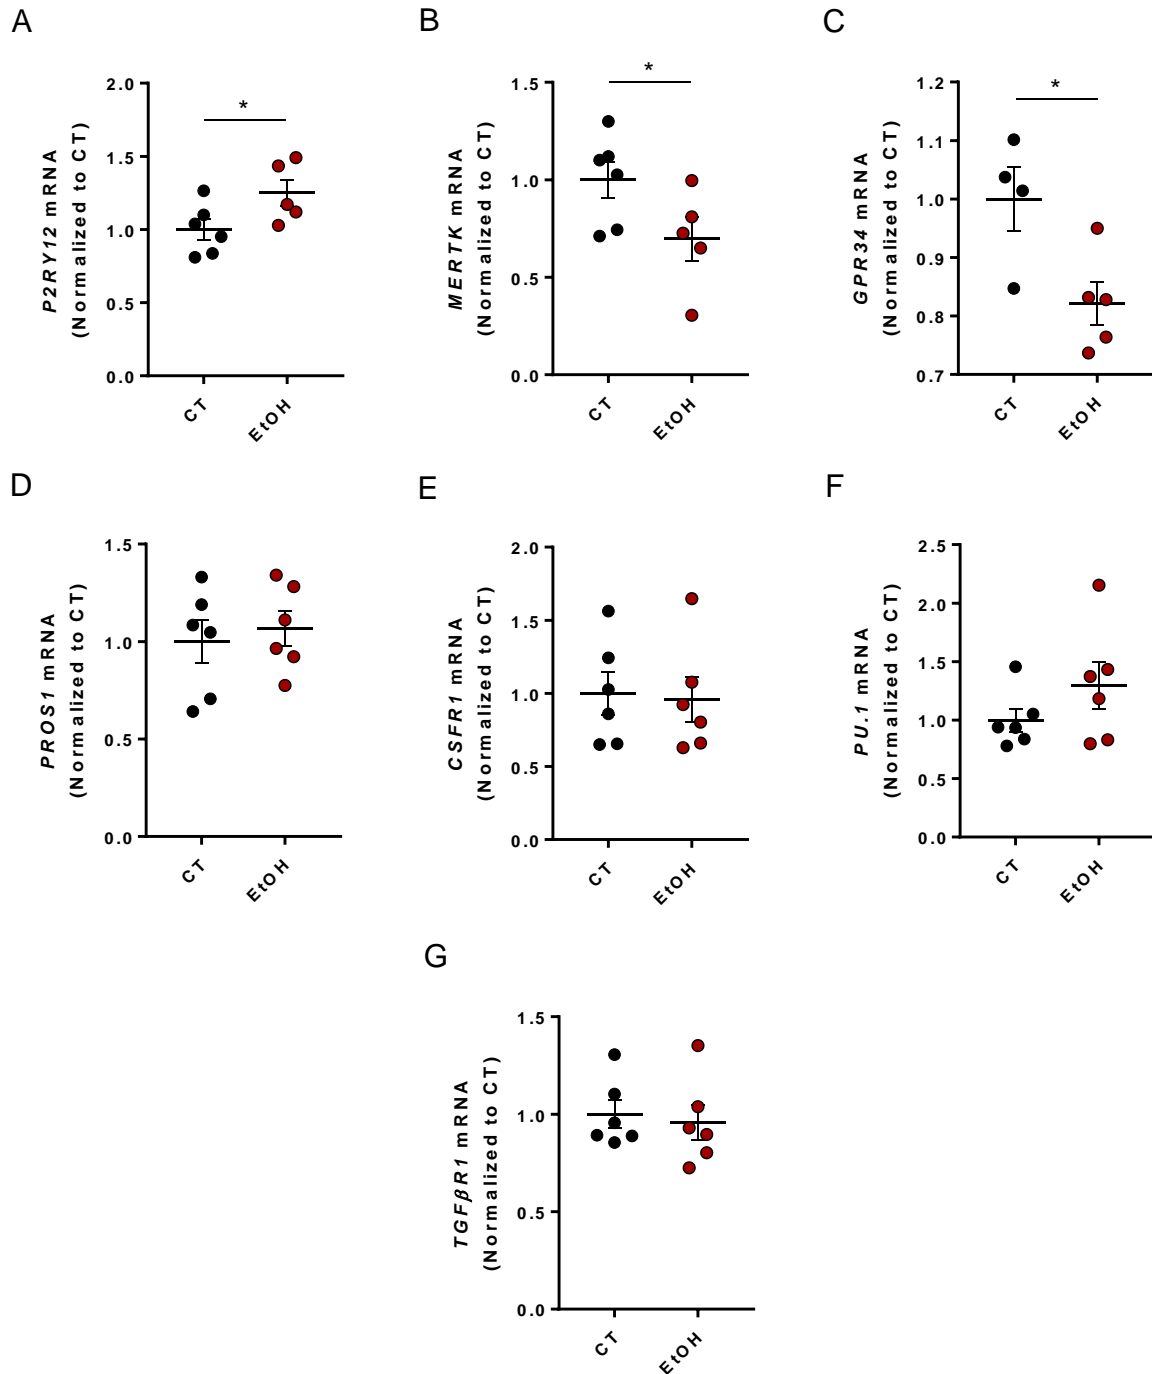 A
P2RY12 mRNA
(Normalized to CT)
2.0
1.5
1.0
0.5
0.0
*
CT
EtOH
B
MERTK mRNA
(Normalized to CT)
1.5
1.0
0.5
0.0
*
CT
EtOH
C
GPR34 mRNA
(Normalized to CT)
1.2
1.1
1.0
0.9
0.8
0.7
*
CT
EtOH
D
PROS1 mRNA
(Normalized to CT)
1.5
1.0
0.5
0.0
CT
EtOH
E
CSFR1 mRNA
(Normalized to CT)
2.0
1.5
1.0
0.5
0.0
CT
EtOH
F
PU.1 mRNA
(Normalized to CT)
2.5
2.0
1.5
1.0
0.5
0.0
CT
EtOH
G
TGFβR1 mRNA
(Normalized to CT)
1.5
1.0
0.5
0.0
CT
EtOH